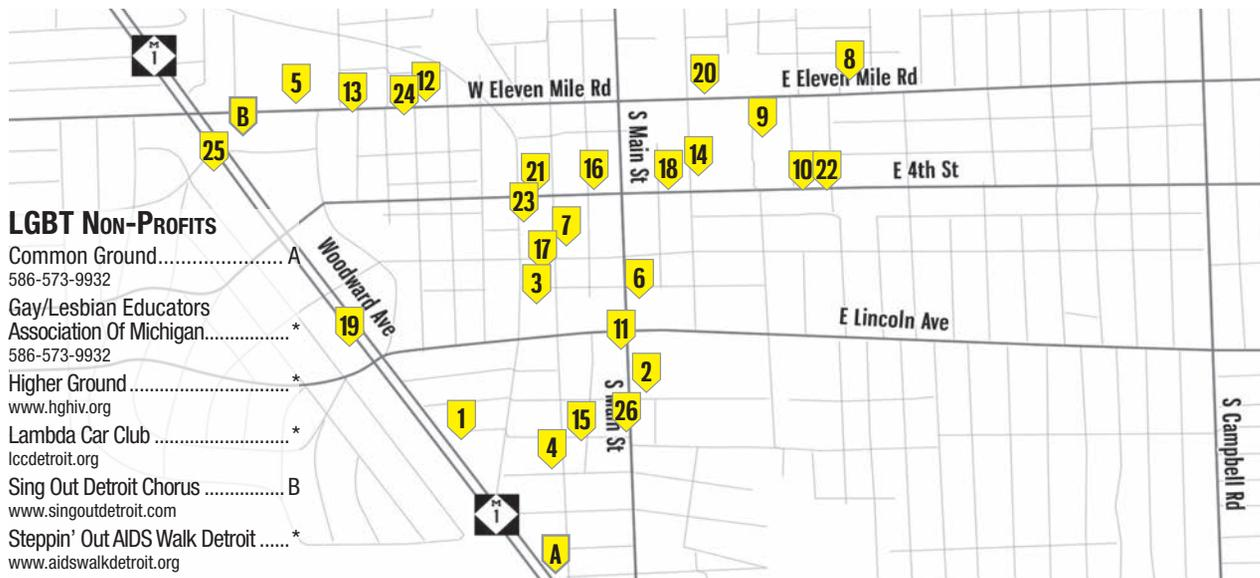 M
1
8
20
12
5
13
24
W Eleven Mile Rd
E Eleven Mile Rd
B
9
25
S Main St
21
16
18
14
10
22
E 4th St
23
LGBT NON-PROFITS
7
Common Ground...................... A
586-573-9932
Woodward Ave
17
3
6
Gay/Lesbian Educators
Association Of Michigan................. *
586-573-9932
19
11
E Lincoln Ave
Higher Ground ............................ *
www.hghiv.org
2
S Main St
26
S Campbell Rd
1
15
4
Lambda Car Club ........................ *
lccdetroit.org
Sing Out Detroit Chorus ................ B
www.singoutdetroit.com
M
1
Steppin' Out AIDS Walk Detroit ...... *
www.aidswalkdetroit.org
A